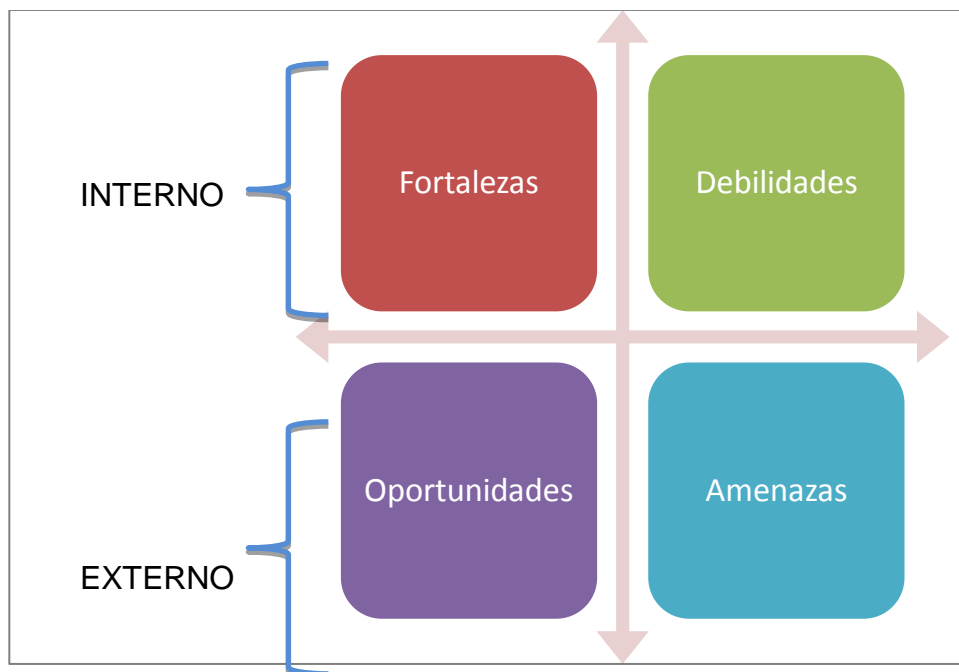 INTERNO
Fortalezas
Debilidades
EXTERNO
Oportunidades
Amenazas